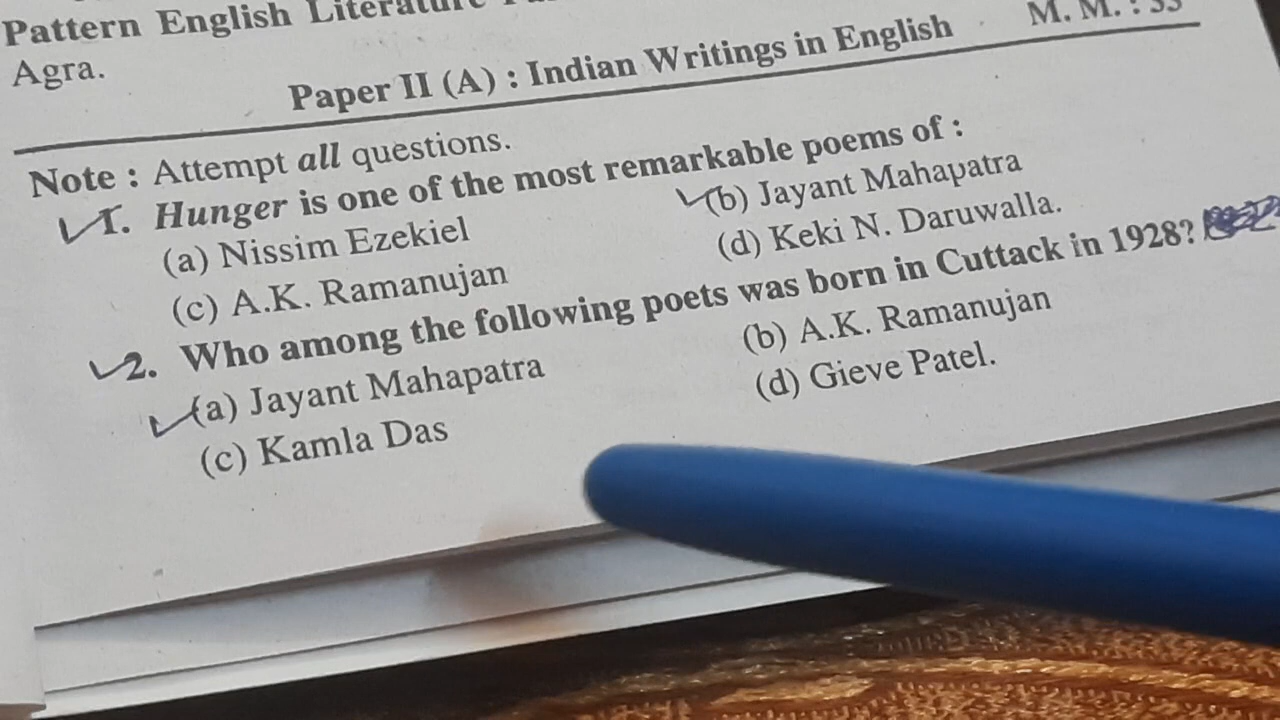 Pattern English Literature
Agra.
M. M. : 35
Paper II (A) : Indian Writings in English
Note : Attempt all questions.
1. Hunger is one of the most remarkable poems of :
(a) Nissim Ezekiel (b) Jayant Mahapatra
(c) A.K. Ramanujan (d) Keki N. Daruwalla.
2. Who among the following poets was born in Cuttack in 1928?
(a) Jayant Mahapatra (b) A.K. Ramanujan
(c) Kamla Das (d) Gieve Patel.